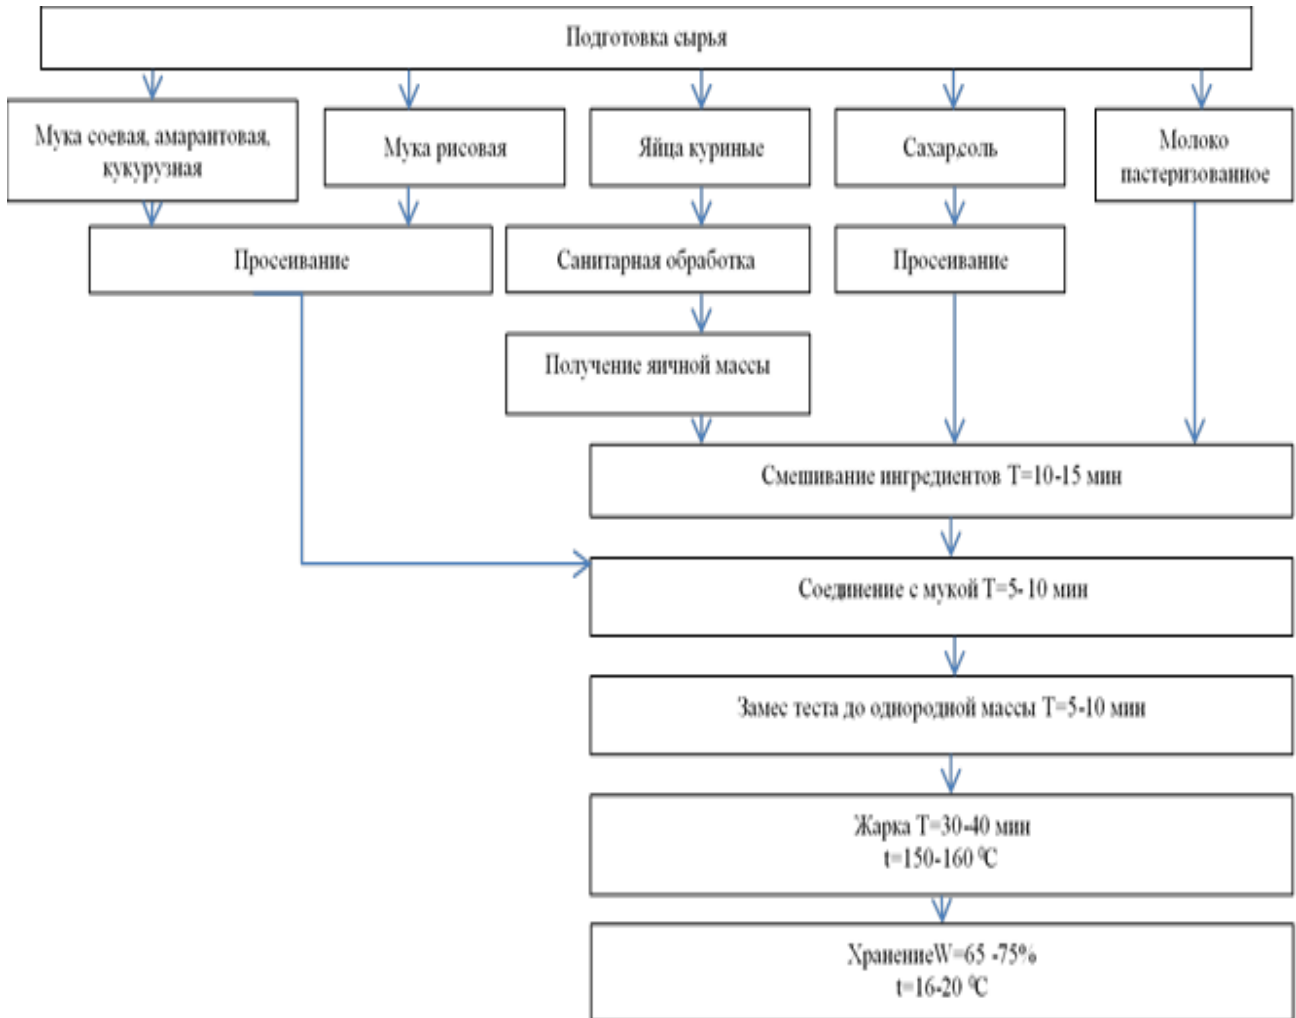 Подготовка сырья
Мука соевая, амарантовая,
кукурузная
Мука рисовая
Яйца куриные
Сахар,соль
Молоко
пастеризованное
Просеивание
Санитарная обработка
Просеивание
Получение яичной массы
Смешивание ингредиентов T=10-15 мин
Соединение с мукой T=5- 10 мин
Замес теста до однородной массы T=5-10 мин
Жарка T=30-40 мин
t=150-160 ⁰C
ХранениеW=65 -75%
t=16-20 ⁰C